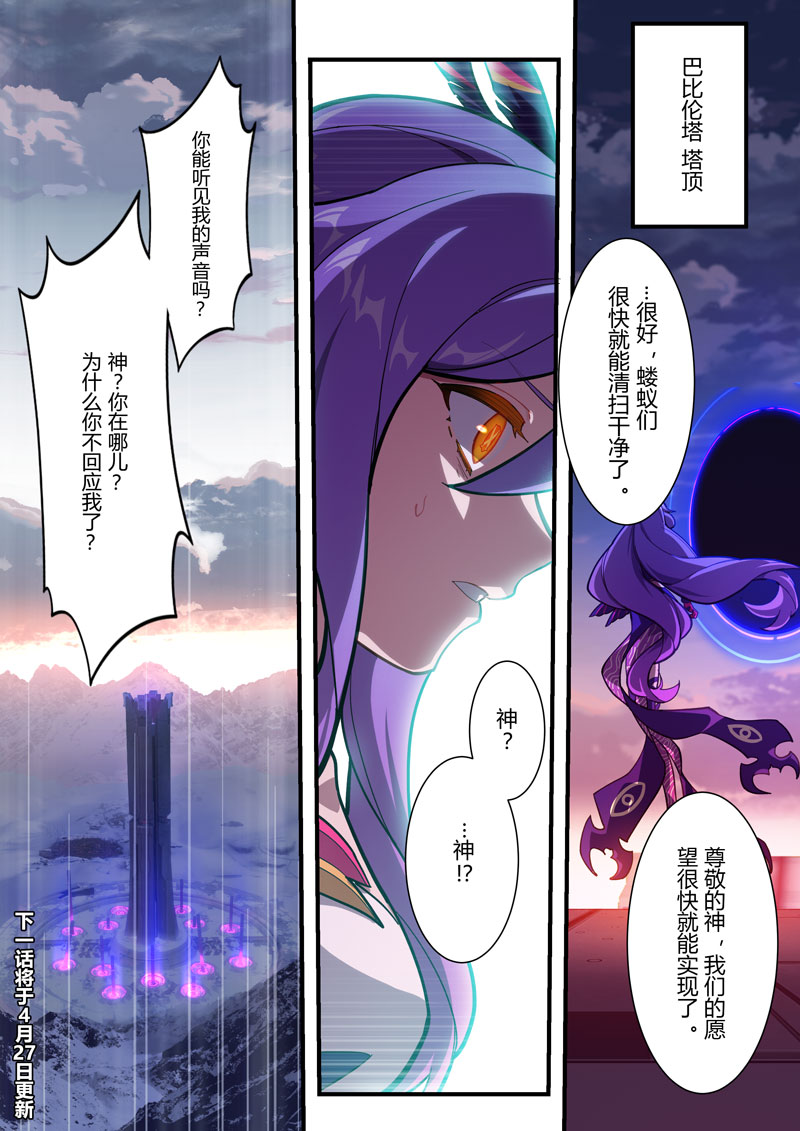 巴比伦塔 塔顶
…很好，蝼蚁们
很快就能清扫干净了。
尊敬的神，我们的愿
望很快就能实现了。
神？
…神!?
你能听见我的声音吗？
神？你在哪儿？
为什么你不回应我了？
下一话将于4月27日更新